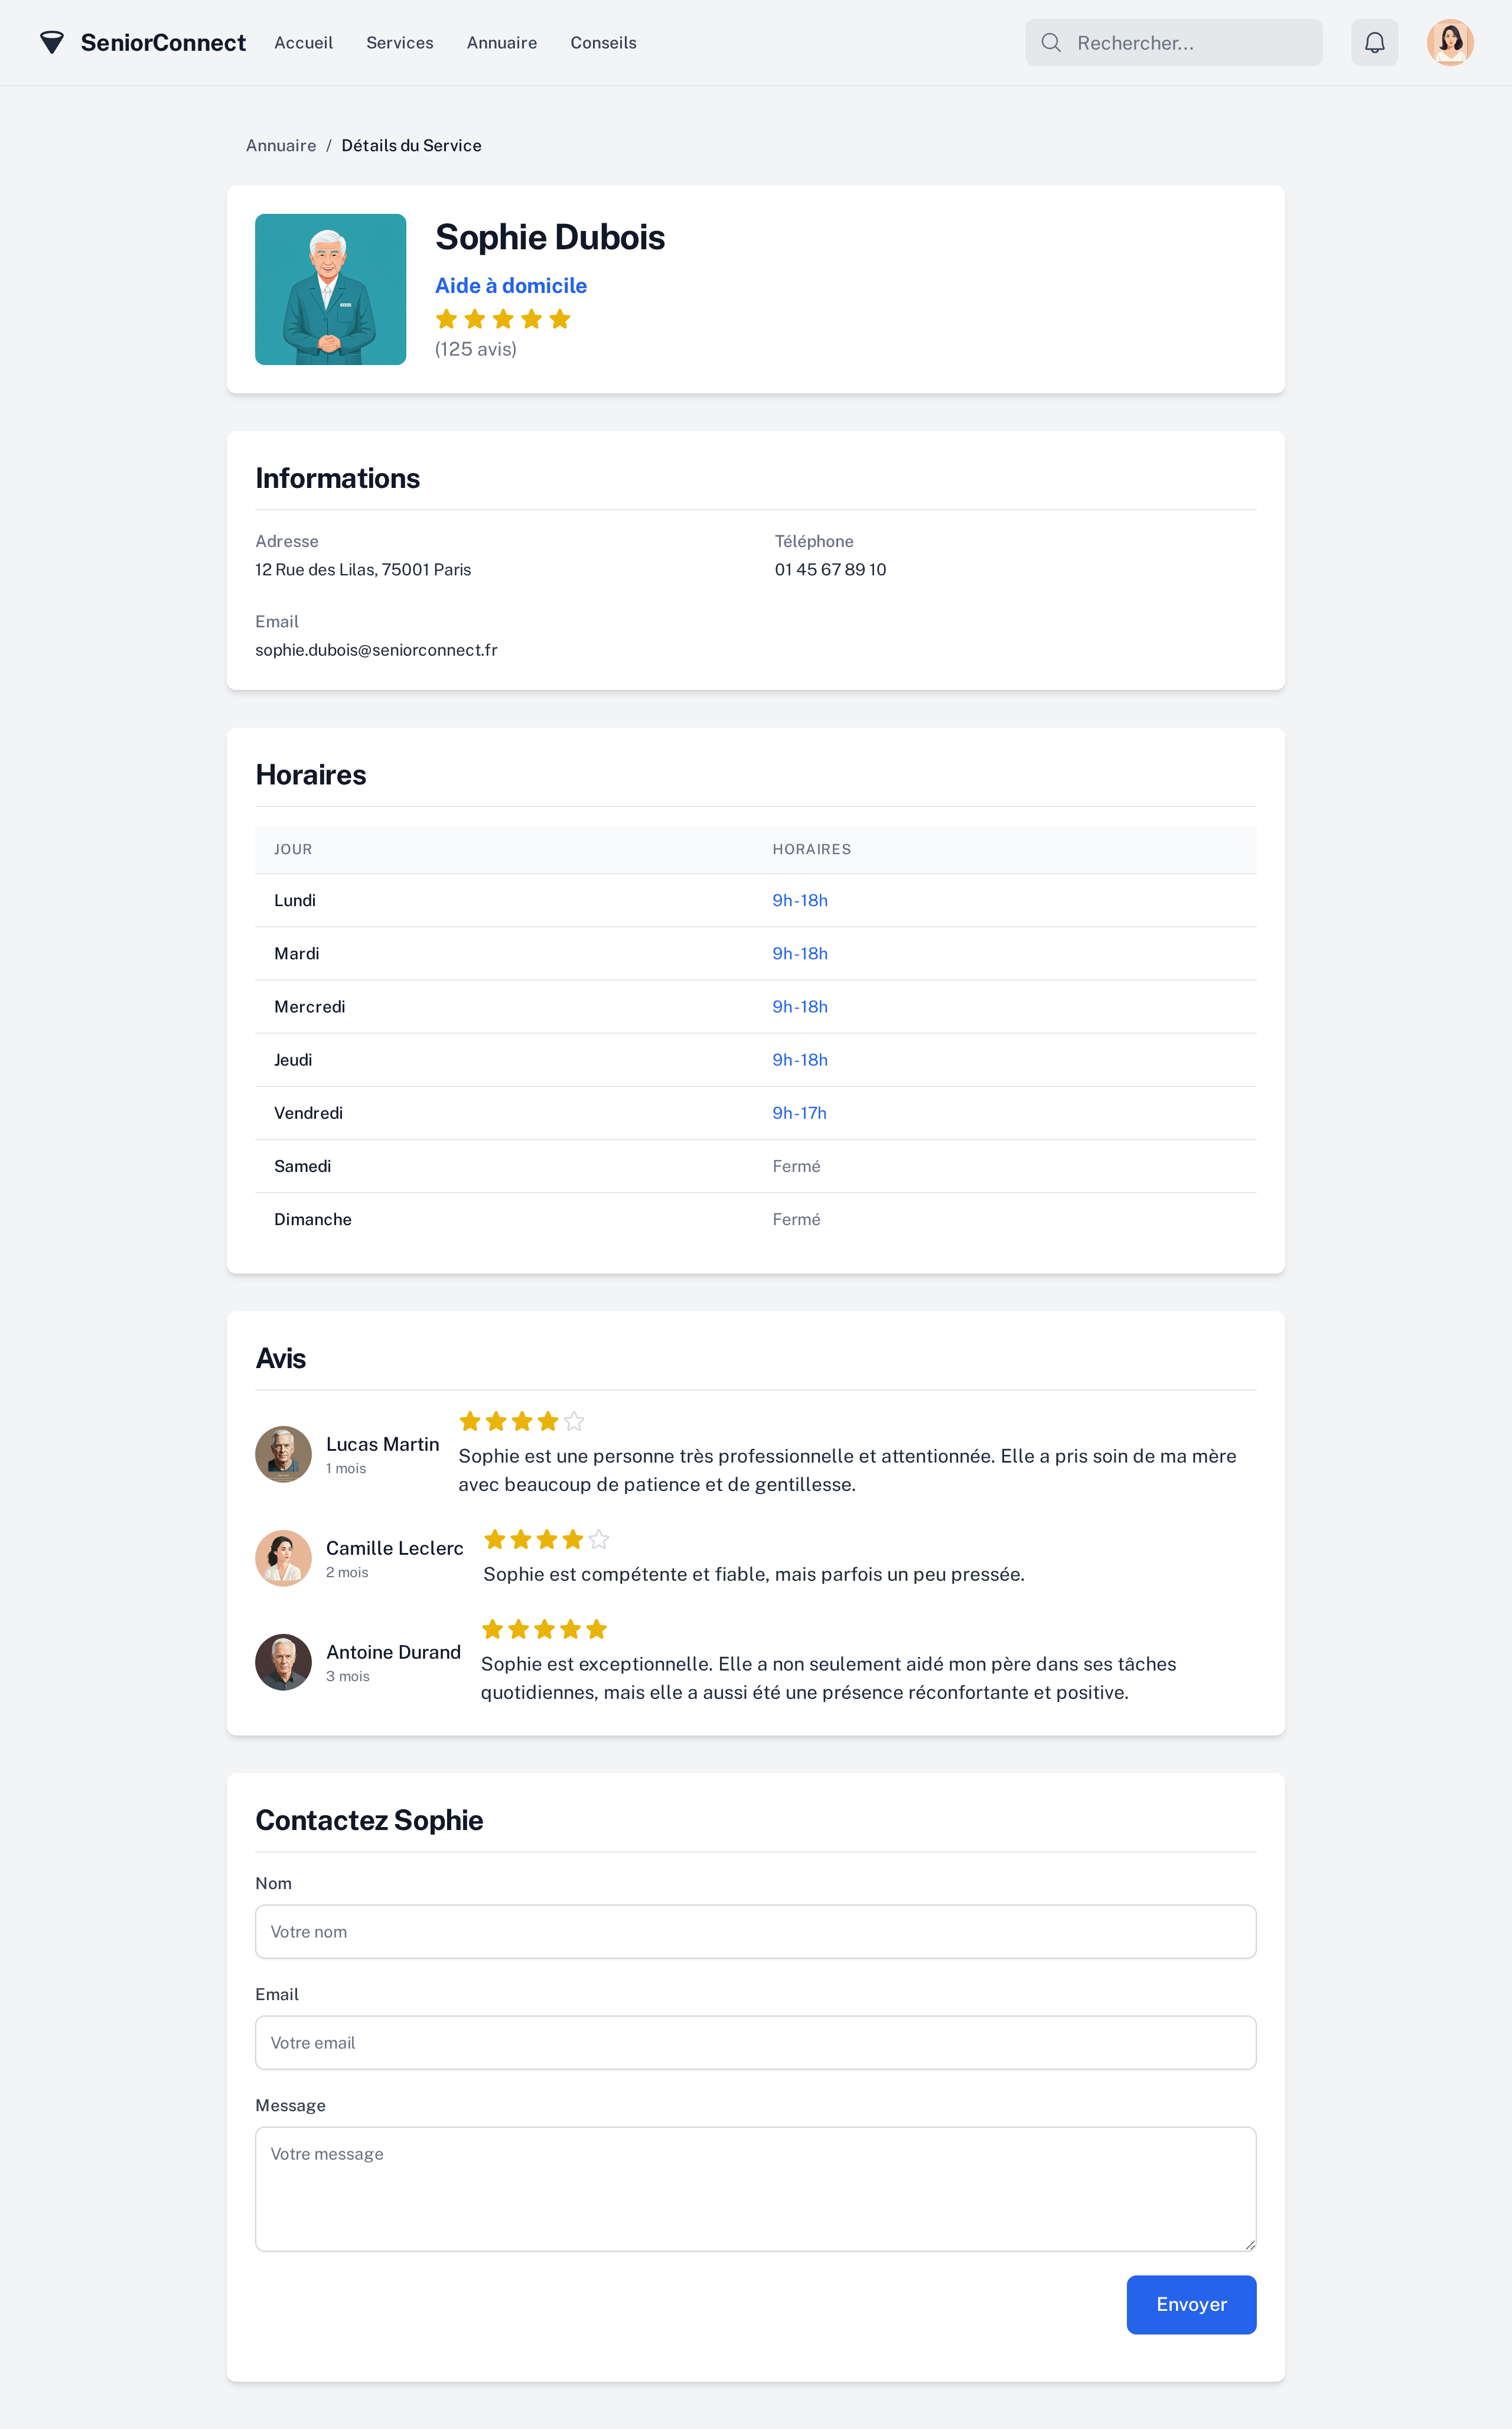 SeniorConnect
Accueil
Services
Annuaire
Conseils
Rechercher...
Annuaire / Détails du Service
Sophie Dubois
Aide à domicile
(125 avis)
Informations
Adresse
12 Rue des Lilas, 75001 Paris
Téléphone
01 45 67 89 10
Email
sophie.dubois@seniorconnect.fr
Horaires
JOUR HORAIRES
Lundi 9h-18h
Mardi 9h-18h
Mercredi 9h-18h
Jeudi 9h-18h
Vendredi 9h-17h
Samedi Fermé
Dimanche Fermé
Avis
Lucas Martin
1 mois
Sophie est une personne très professionnelle et attentionnée. Elle a pris soin de ma mère
avec beaucoup de patience et de gentillesse.
Camille Leclerc
2 mois
Sophie est compétente et fiable, mais parfois un peu pressée.
Antoine Durand
3 mois
Sophie est exceptionnelle. Elle a non seulement aidé mon père dans ses tâches
quotidiennes, mais elle a aussi été une présence réconfortante et positive.
Contactez Sophie
Nom
Votre nom
Email
Votre email
Message
Votre message
Envoyer